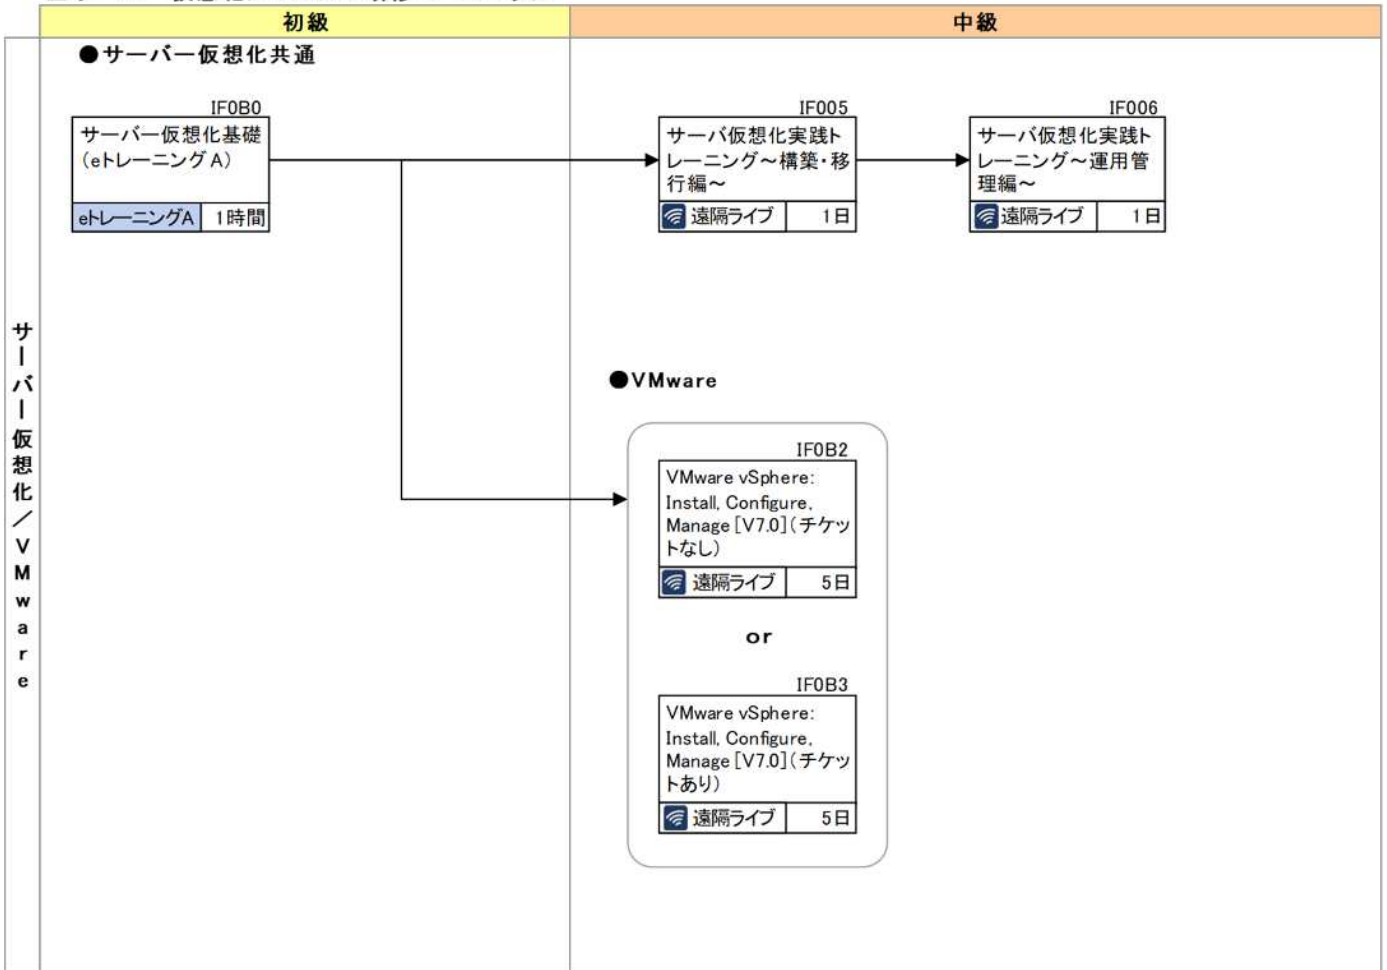 初級
中級
サーバー仮想化／VMware
●サーバー仮想化共通
IF0B0
サーバー仮想化基礎
（eトレーニングA）
eトレーニングA
1時間
IF005
サーバ仮想化実践ト
レーニング～構築・移
行編～
遠隔ライブ
1日
IF006
サーバ仮想化実践ト
レーニング～運用管
理編～
遠隔ライブ
1日
●VMware
IF0B2
VMware vSphere:
Install, Configure,
Manage [V7.0]（チケッ
トなし）
遠隔ライブ
5日
or
IF0B3
VMware vSphere:
Install, Configure,
Manage [V7.0]（チケッ
トあり）
遠隔ライブ
5日